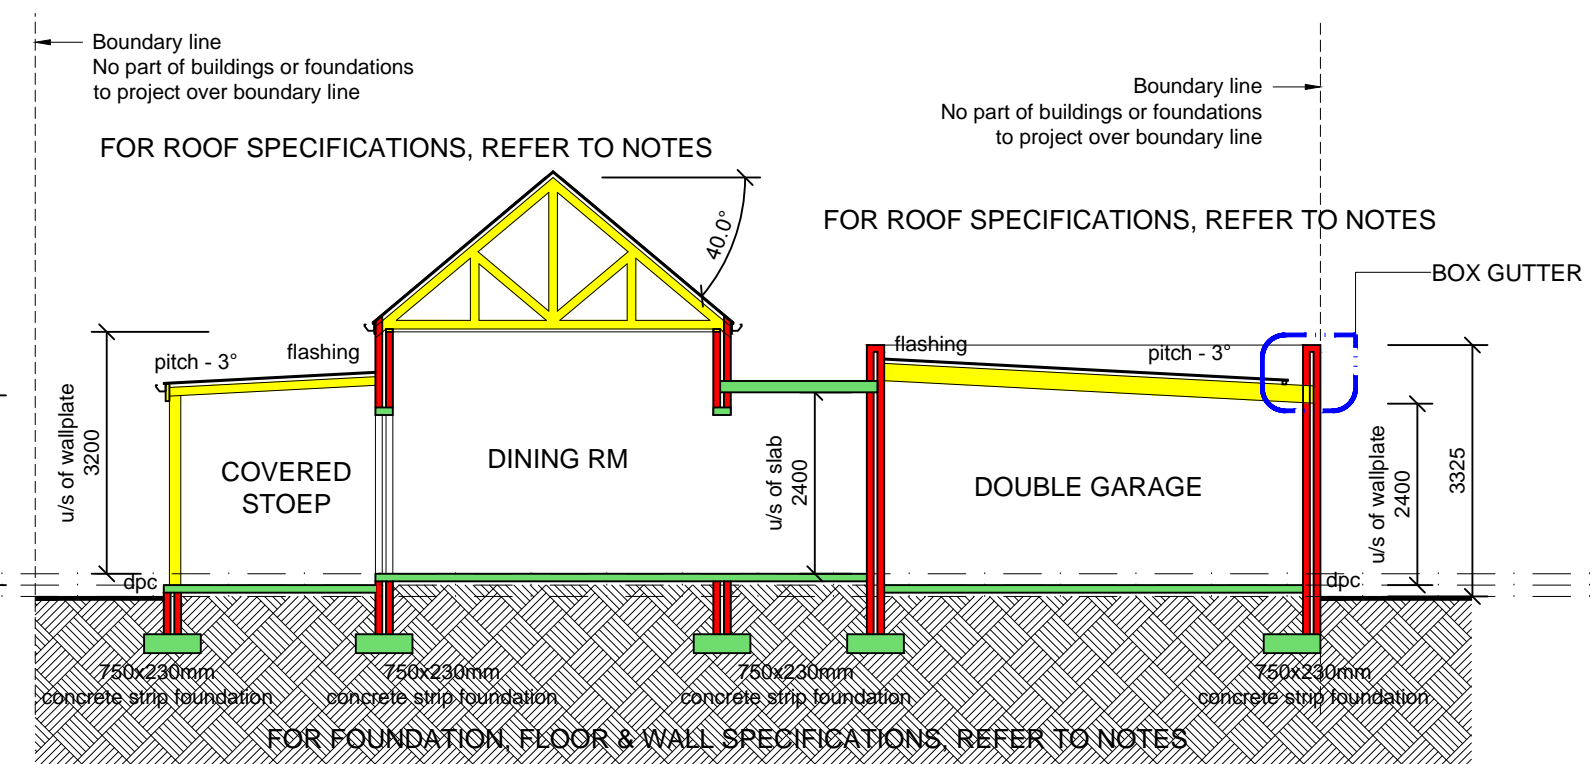 Boundary line
No part of buildings or foundations
to project over boundary line
Boundary line
No part of buildings or foundations
to project over boundary line
FOR ROOF SPECIFICATIONS, REFER TO NOTES
FOR ROOF SPECIFICATIONS, REFER TO NOTES
40.0°
BOX GUTTER
pitch - 3°
flashing
flashing
pitch - 3°
u/s of wallplate
3200
COVERED
STOEP
DINING RM
u/s of slab
2400
DOUBLE GARAGE
u/s of wallplate
2400
3325
dpc
dpc
750x230mm
concrete strip foundation
750x230mm
concrete strip foundation
750x230mm
concrete strip foundation
750x230mm
concrete strip foundation
FOR FOUNDATION, FLOOR & WALL SPECIFICATIONS, REFER TO NOTES